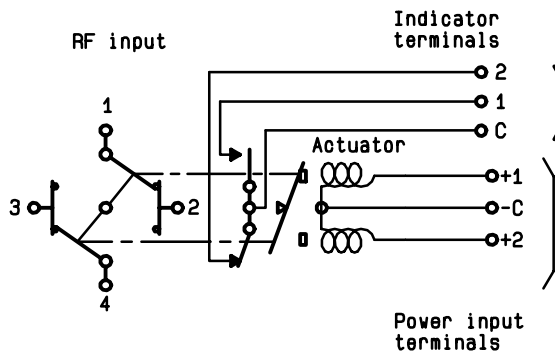 Indicator
terminals
RF input
2
1
C
Actuator
1
3
2
4
+1
-C
+2
Power input
terminals